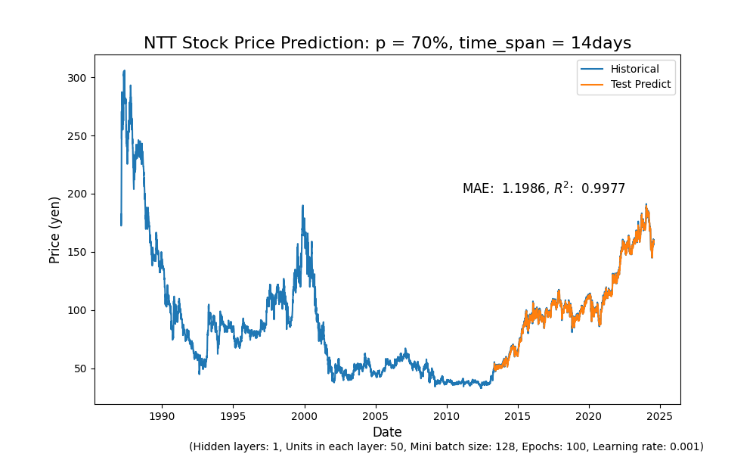 NTT Stock Price Prediction: p = 70%, time_span = 14days
Historical
Test Predict
MAE:  1.1986, R²:  0.9977
Price (yen)
300
250
200
150
100
50
1990 1995 2000 2005 2010 2015 2020 2025
Date
(Hidden layers: 1, Units in each layer: 50, Mini batch size: 128, Epochs: 100, Learning rate: 0.001)